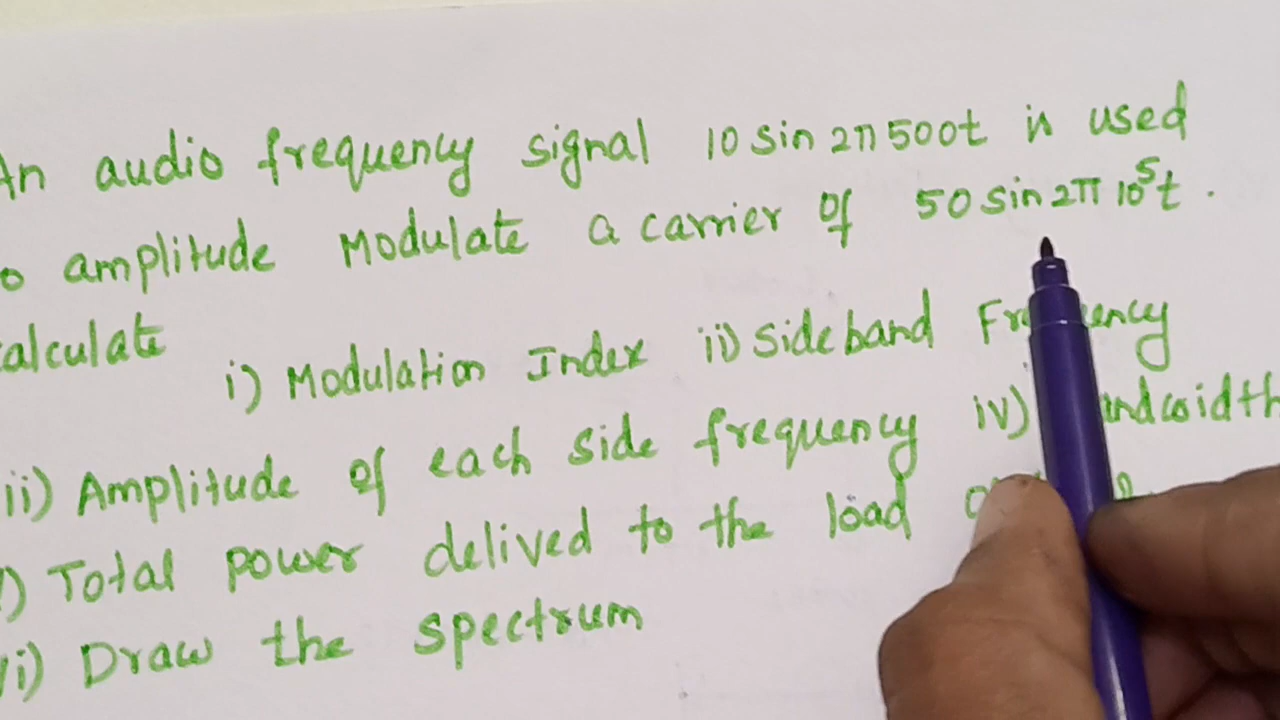 An audio frequency signal 10 sin 2π 500t is used
amplitude Modulate a carrier of 50 sin 2π 10⁵t .
alculate
i) Modulation Index ii) Sideband
ii) Amplitude of each side frequency iv)
) Total power delived to the load
i) Draw the spectrum